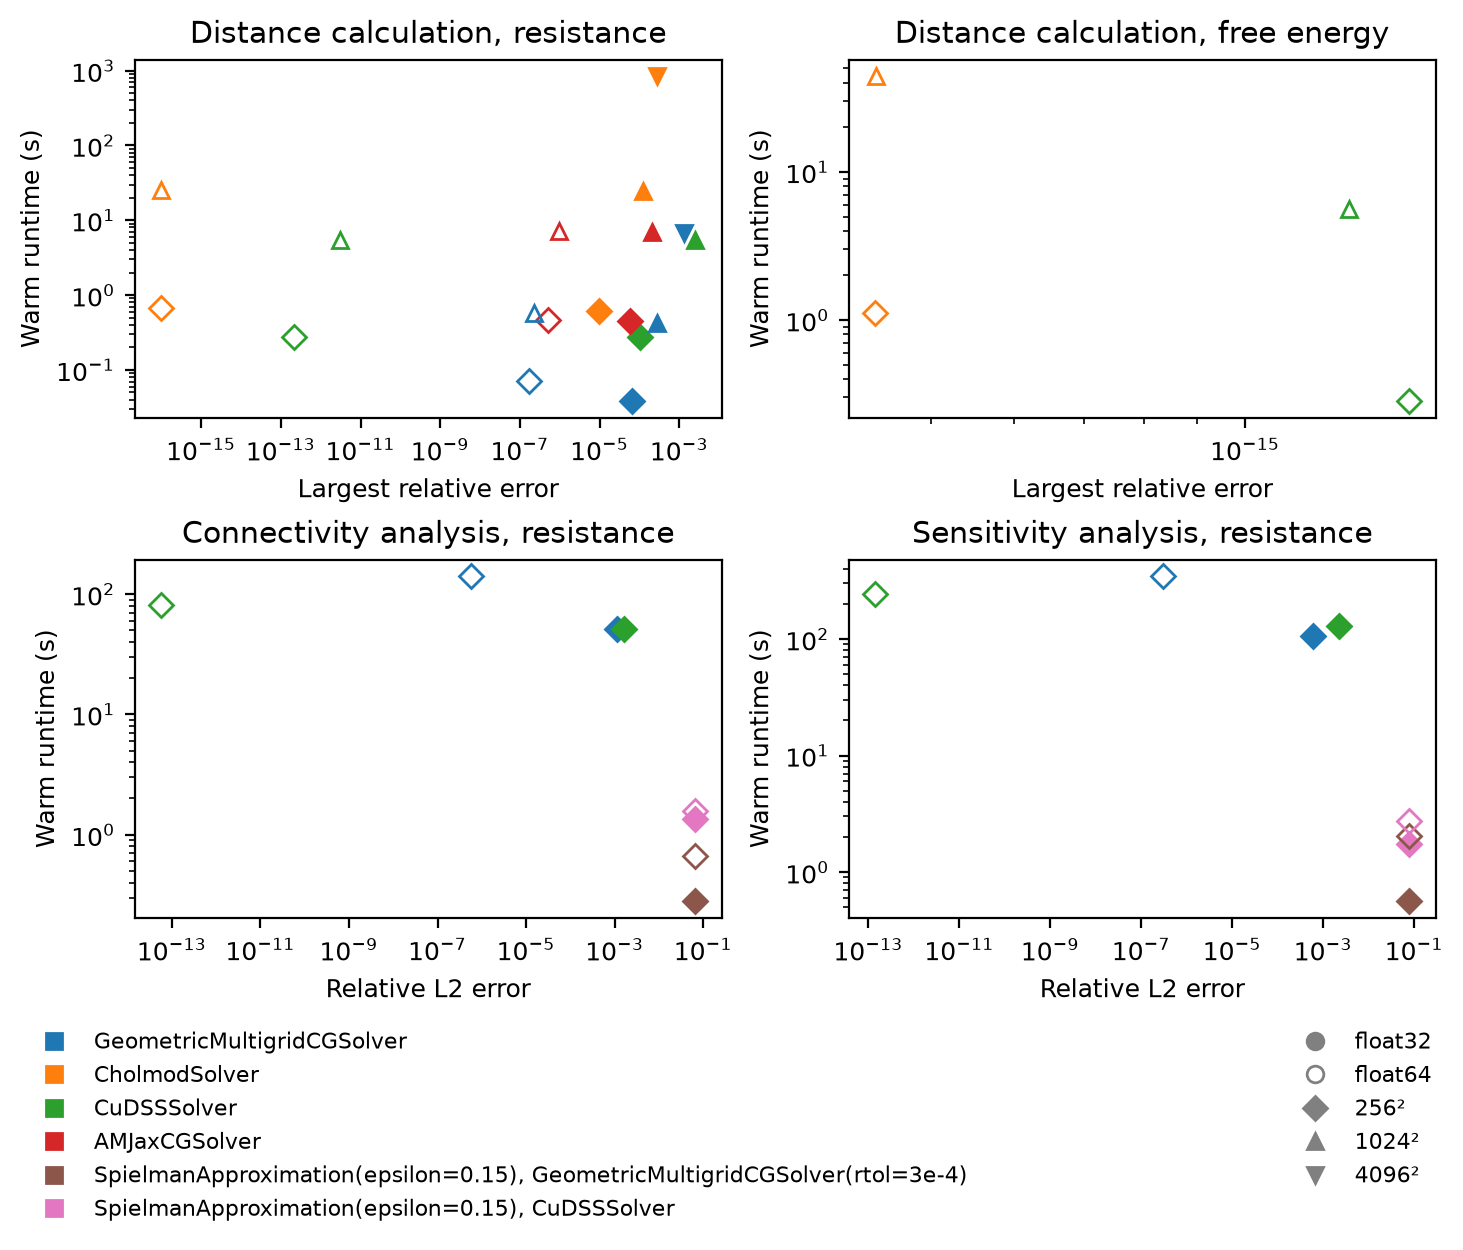 Distance calculation, resistance
Distance calculation, free energy
Warm runtime (s)
10³
10²
10¹
10⁰
10⁻¹
10⁻¹⁵ 10⁻¹³ 10⁻¹¹ 10⁻⁹ 10⁻⁷ 10⁻⁵ 10⁻³
Largest relative error
Warm runtime (s)
10¹
10⁰
10⁻¹⁵
Largest relative error
Connectivity analysis, resistance
Sensitivity analysis, resistance
Warm runtime (s)
10²
10¹
10⁰
10⁻¹³ 10⁻¹¹ 10⁻⁹ 10⁻⁷ 10⁻⁵ 10⁻³ 10⁻¹
Relative L2 error
Warm runtime (s)
10²
10¹
10⁰
10⁻¹³ 10⁻¹¹ 10⁻⁹ 10⁻⁷ 10⁻⁵ 10⁻³ 10⁻¹
Relative L2 error
GeometricMultigridCGSolver
CholmodSolver
CuDSSSolver
AMJaxCGSolver
SpielmanApproximation(epsilon=0.15), GeometricMultigridCGSolver(rtol=3e-4)
SpielmanApproximation(epsilon=0.15), CuDSSSolver
float32
float64
256²
1024²
4096²